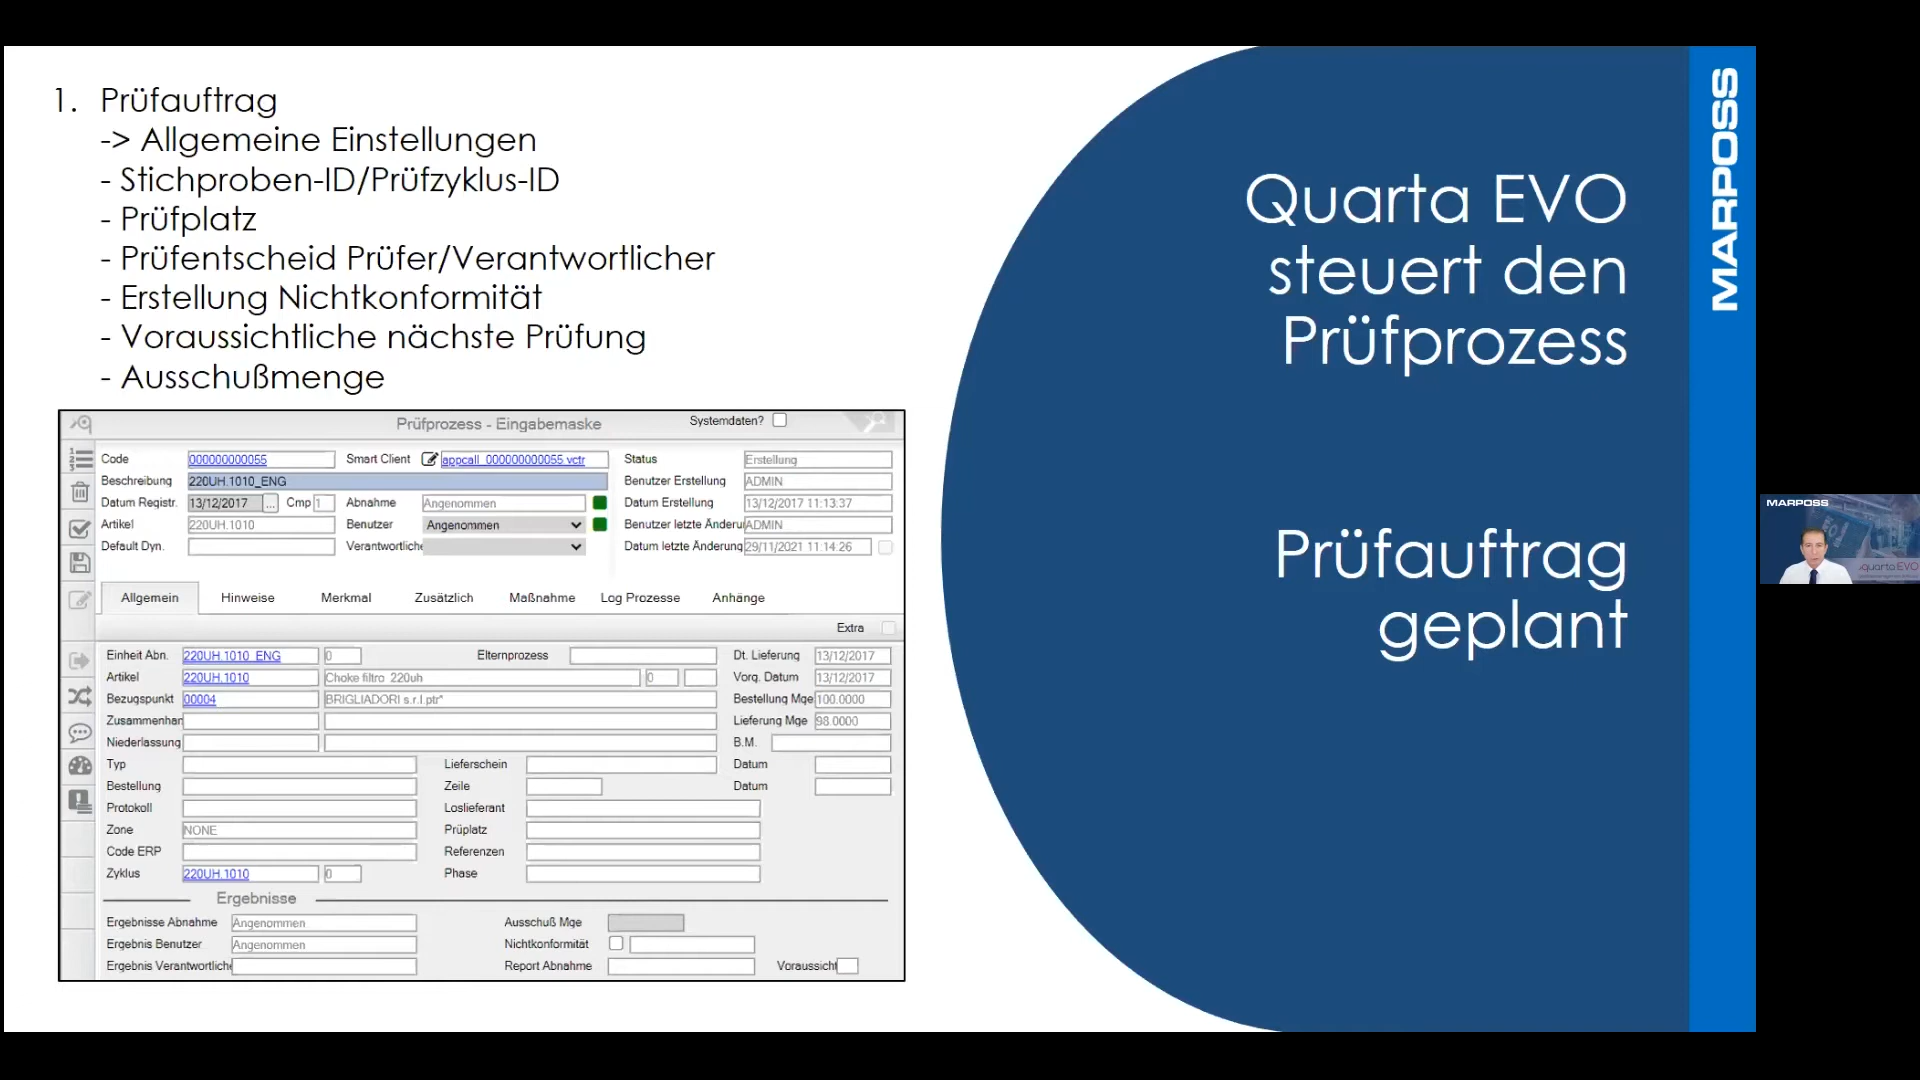 1. Prüfauftrag
-> Allgemeine Einstellungen
- Stichproben-ID/Prüfzyklus-ID
- Prüfplatz
- Prüfentscheid Prüfer/Verantwortlicher
- Erstellung Nichtkonformität
- Voraussichtliche nächste Prüfung
- Ausschußmenge
Prüfprozess - Eingabemaske Systemdaten?
Code 000000000055 Smart Client appcall_000000000055.vctr Status Erstellung
Beschreibung 220UH.1010_ENG Benutzer Erstellung ADMIN
Datum Registr. 13/12/2017 ... Cmp 1 Abnahme Angenommen Datum Erstellung 13/12/2017 11:13:37
Artikel 220UH.1010 Benutzer Angenommen Benutzer letzte Änderu ADMIN
Default Dyn. Verantwortliche Datum letzte Änderung 29/11/2021 11:14:26
Allgemein Hinweise Merkmal Zusätzlich Maßnahme Log Prozesse Anhänge
Extra
Einheit Abn. 220UH.1010_ENG 0 Elternprozess Dt. Lieferung 13/12/2017
Artikel 220UH.1010 Choke filtro 220uh 0 Vorg. Datum 13/12/2017
Bezugspunkt 00004 BRIGLIADORI s.r.l.ptr* Bestellung Mge 100.0000
Zusammenhan Lieferung Mge 98.0000
Niederlassung B.M.
Typ Lieferschein Datum
Bestellung Zeile Datum
Protokoll Loslieferant
Zone NONE Prüplatz
Code ERP Referenzen
Zyklus 220UH.1010 0 Phase
Ergebnisse
Ergebnisse Abnahme Angenommen Ausschuß Mge
Ergebnis Benutzer Angenommen Nichtkonformität
Ergebnis Verantwortliche Report Abnahme Voraussicht
Quarta EVO
steuert den
Prüfprozess
Prüfauftrag
geplant
MARPOSS
MARPOSS
quarta EVO